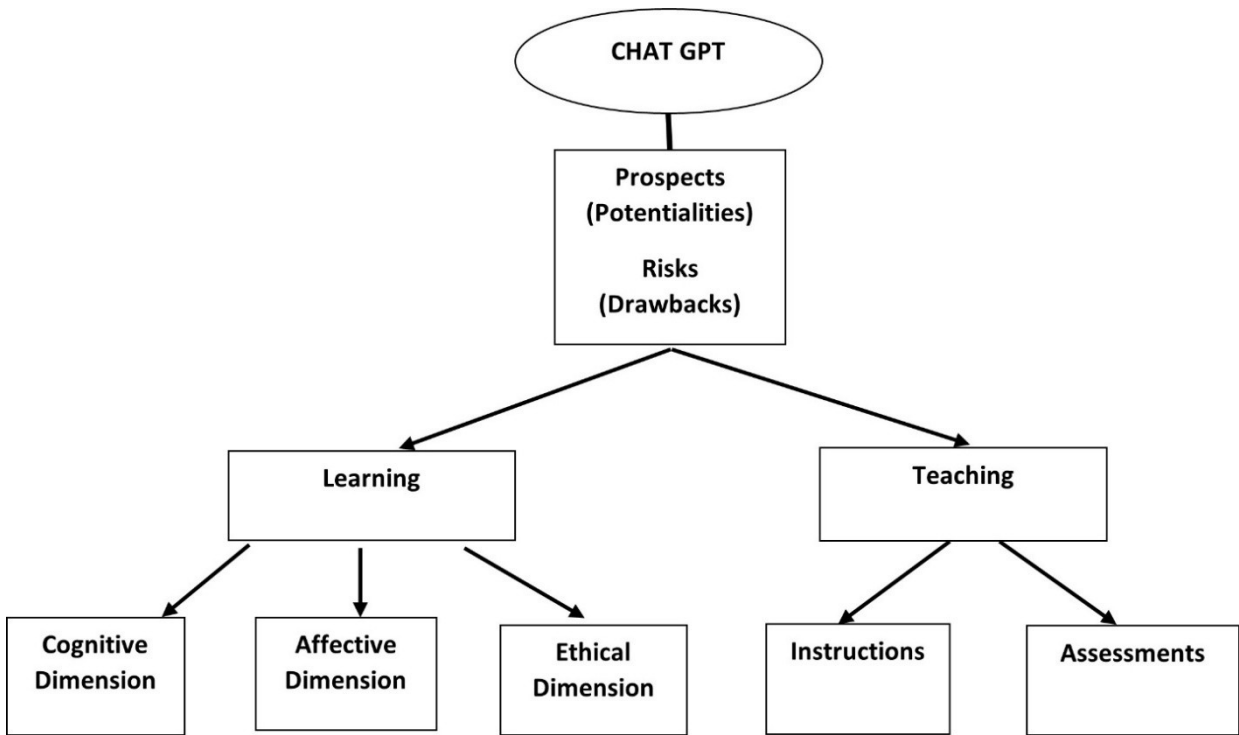 CHAT GPT
Prospects
(Potentialities)
Risks
(Drawbacks)
Learning
Teaching
Cognitive
Dimension
Affective
Dimension
Ethical
Dimension
Instructions
Assessments